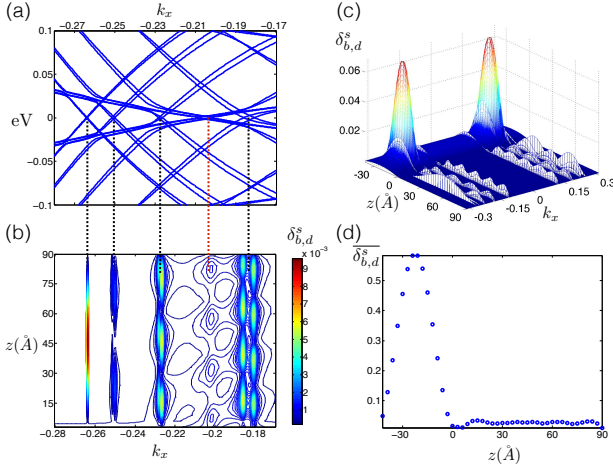 (a)
k_x
−0.27 −0.25 −0.23 −0.21 −0.19 −0.17
0.1
0.05
eV 0
−0.05
−0.1
(b)
δ^s_{b,d}
x 10^{−3}
90
75
60
z(Å) 45
30
15
9
8
7
6
5
4
3
2
1
−0.28 −0.26 −0.24 −0.22 −0.2 −0.18
k_x
(c)
δ^s_{b,d}
0.06
0.04
0.02
-30 0 30 60 90
z(Å)
-0.3 -0.15 0 0.15 0.3
k_x
(d)
\overline{δ^s_{b,d}}
0.5
0.4
0.3
0.2
0.1
−30 0 30 60 90
z(Å)